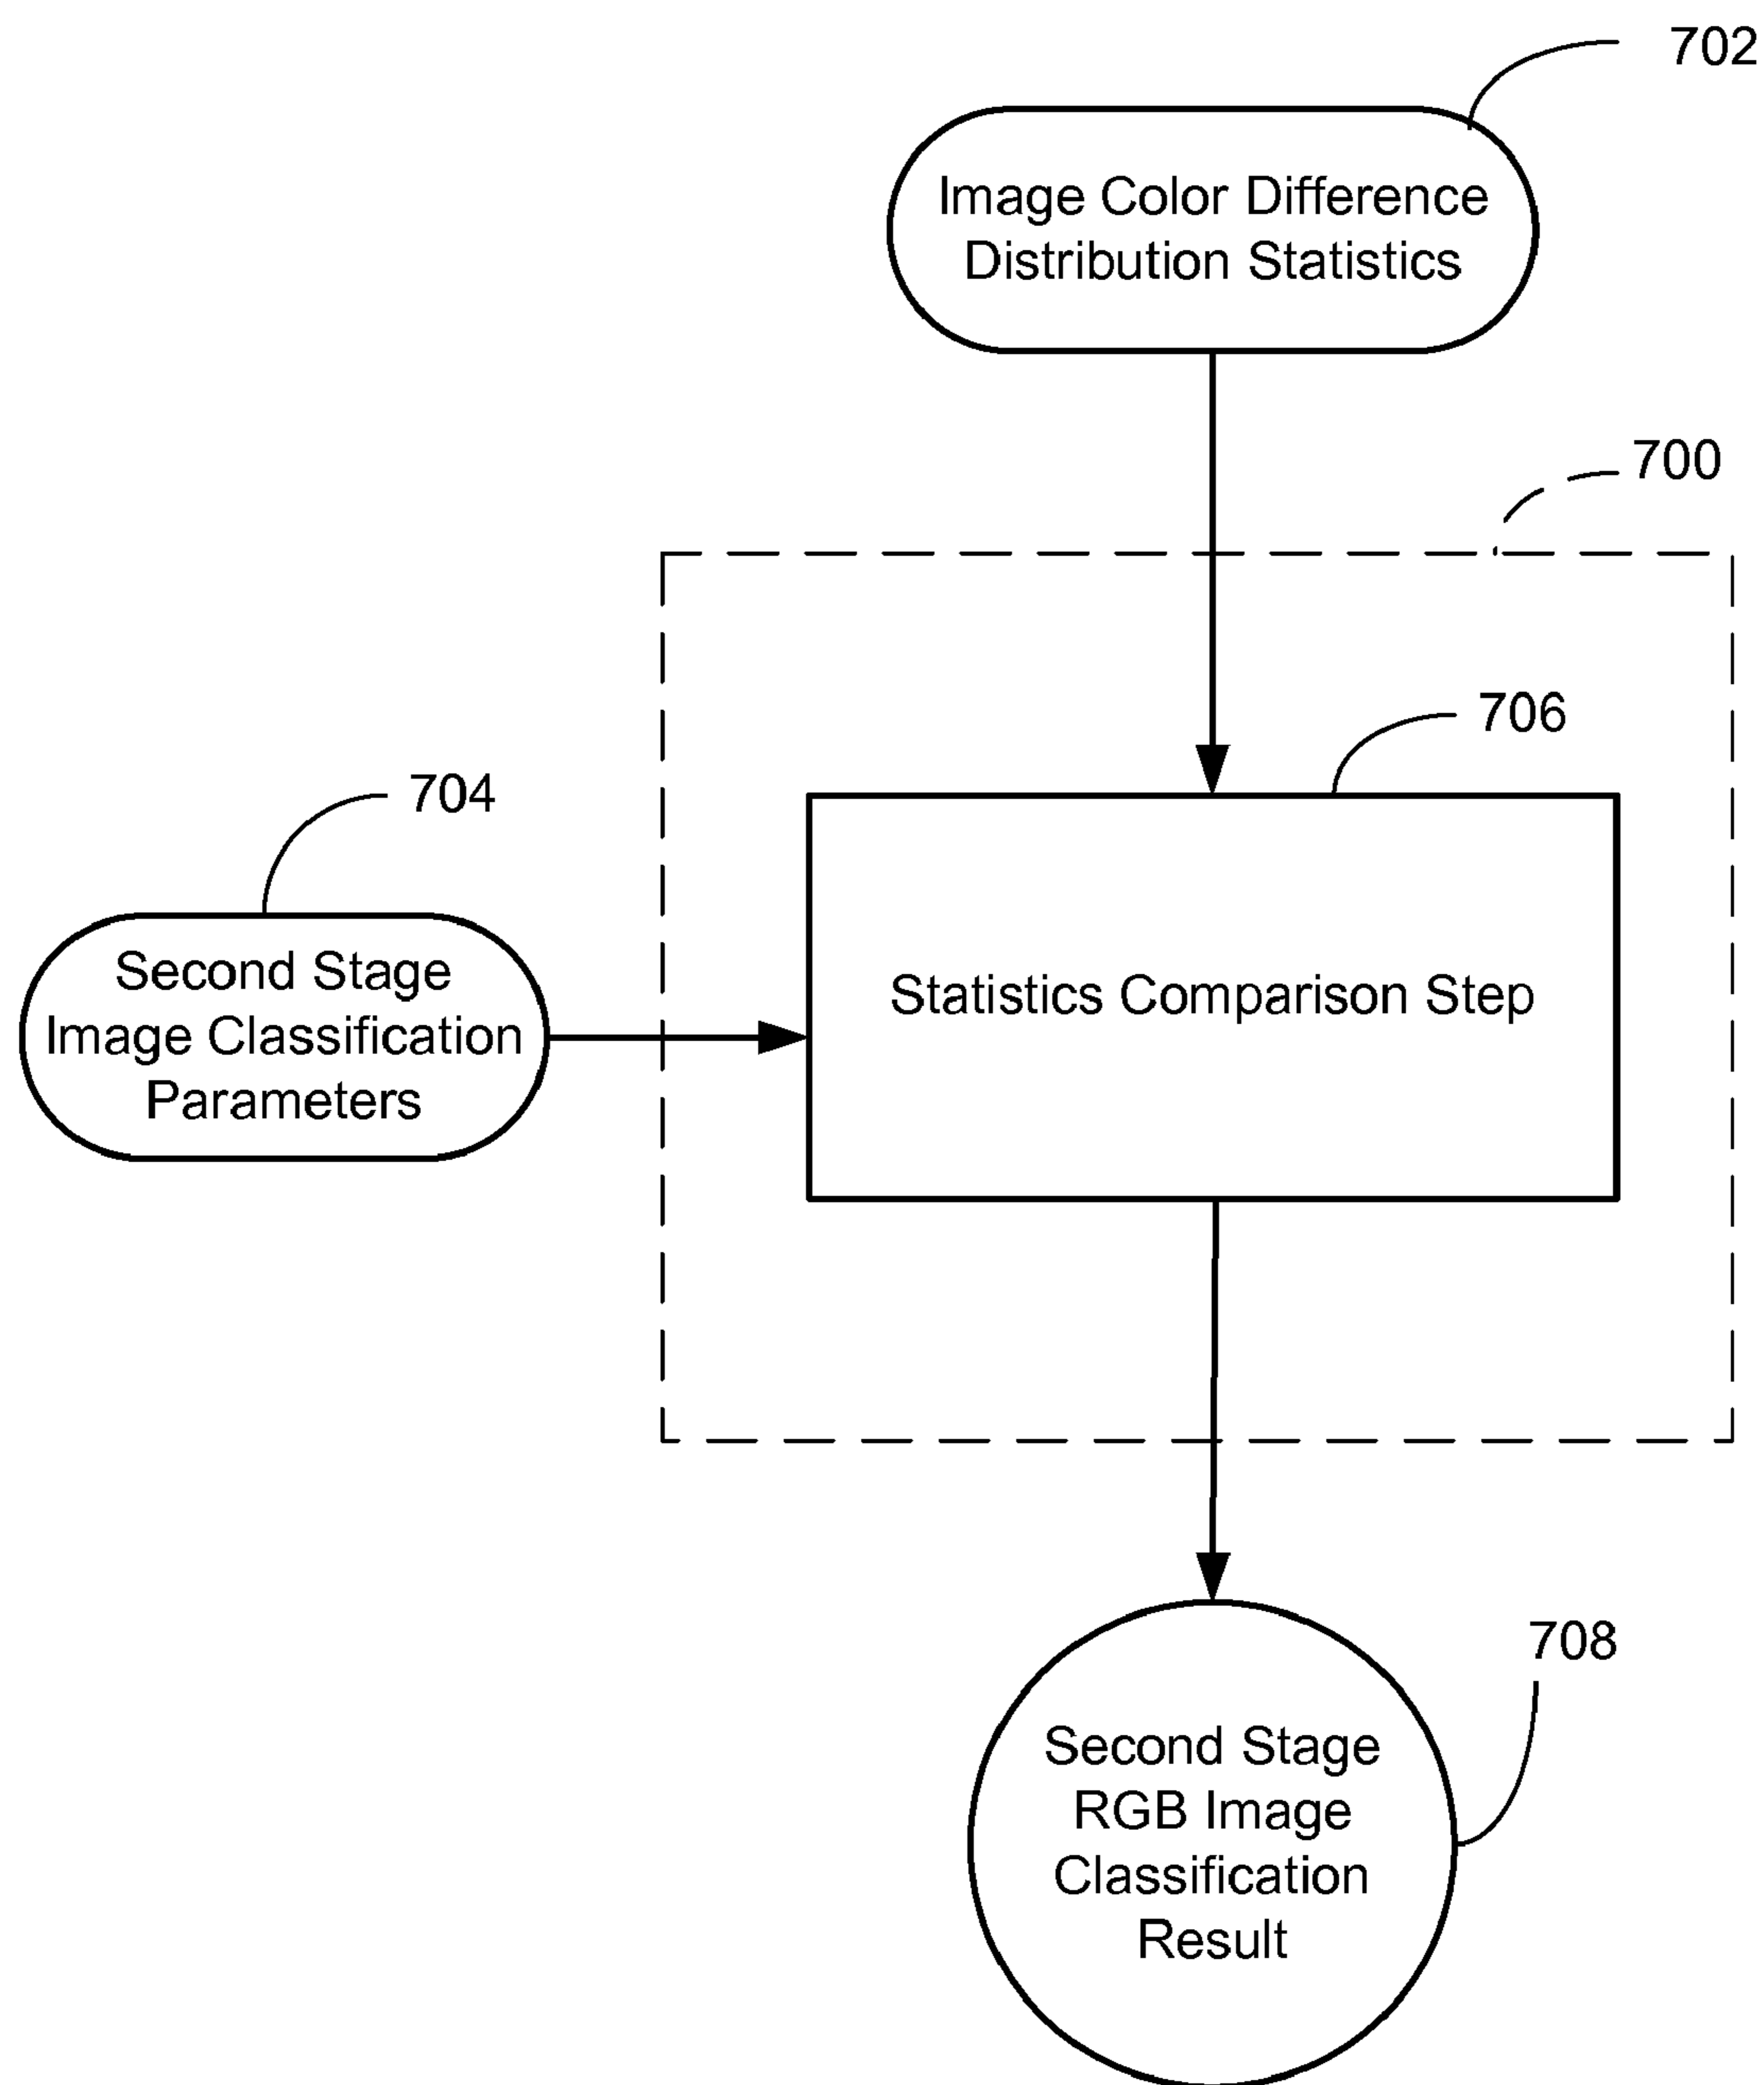 702
Image Color Difference
Distribution Statistics
700
706
704
Second Stage
Image Classification
Parameters
Statistics Comparison Step
708
Second Stage
RGB Image
Classification
Result